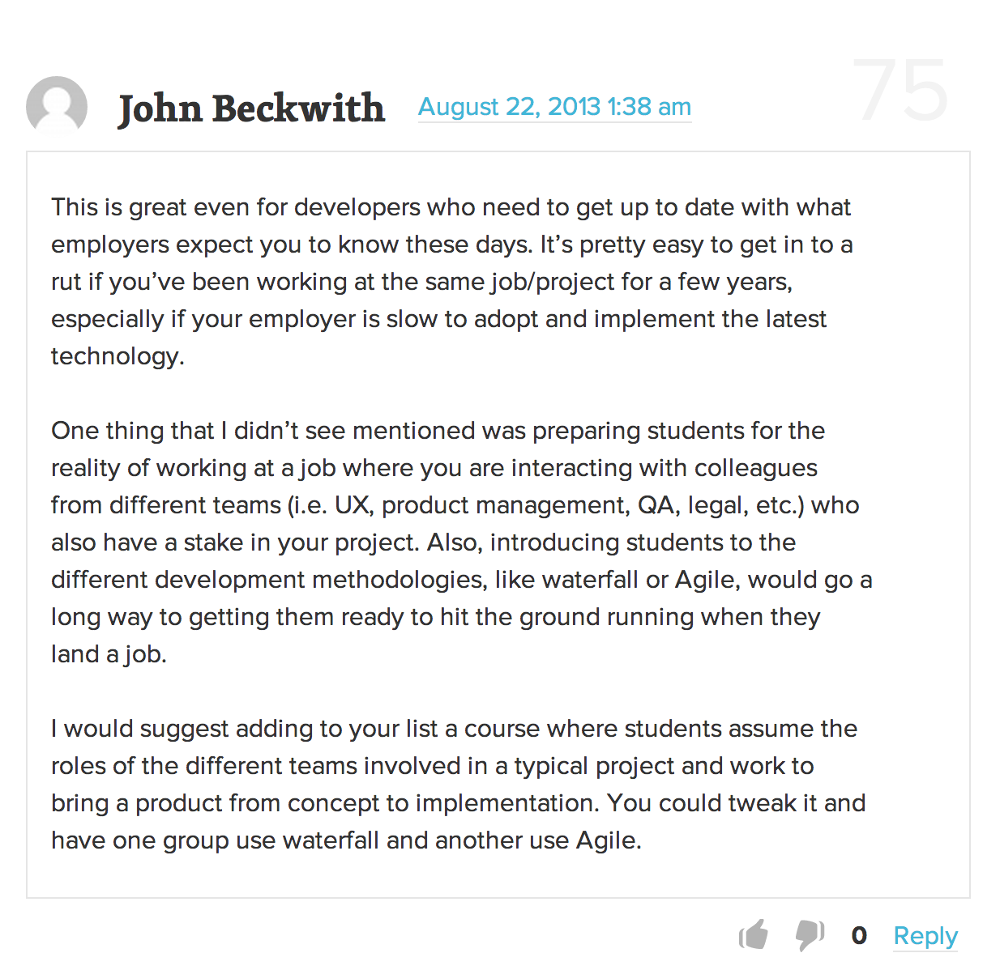 75
John Beckwith August 22, 2013 1:38 am
This is great even for developers who need to get up to date with what
employers expect you to know these days. It’s pretty easy to get in to a
rut if you’ve been working at the same job/project for a few years,
especially if your employer is slow to adopt and implement the latest
technology.
One thing that I didn’t see mentioned was preparing students for the
reality of working at a job where you are interacting with colleagues
from different teams (i.e. UX, product management, QA, legal, etc.) who
also have a stake in your project. Also, introducing students to the
different development methodologies, like waterfall or Agile, would go a
long way to getting them ready to hit the ground running when they
land a job.
I would suggest adding to your list a course where students assume the
roles of the different teams involved in a typical project and work to
bring a product from concept to implementation. You could tweak it and
have one group use waterfall and another use Agile.
0 Reply